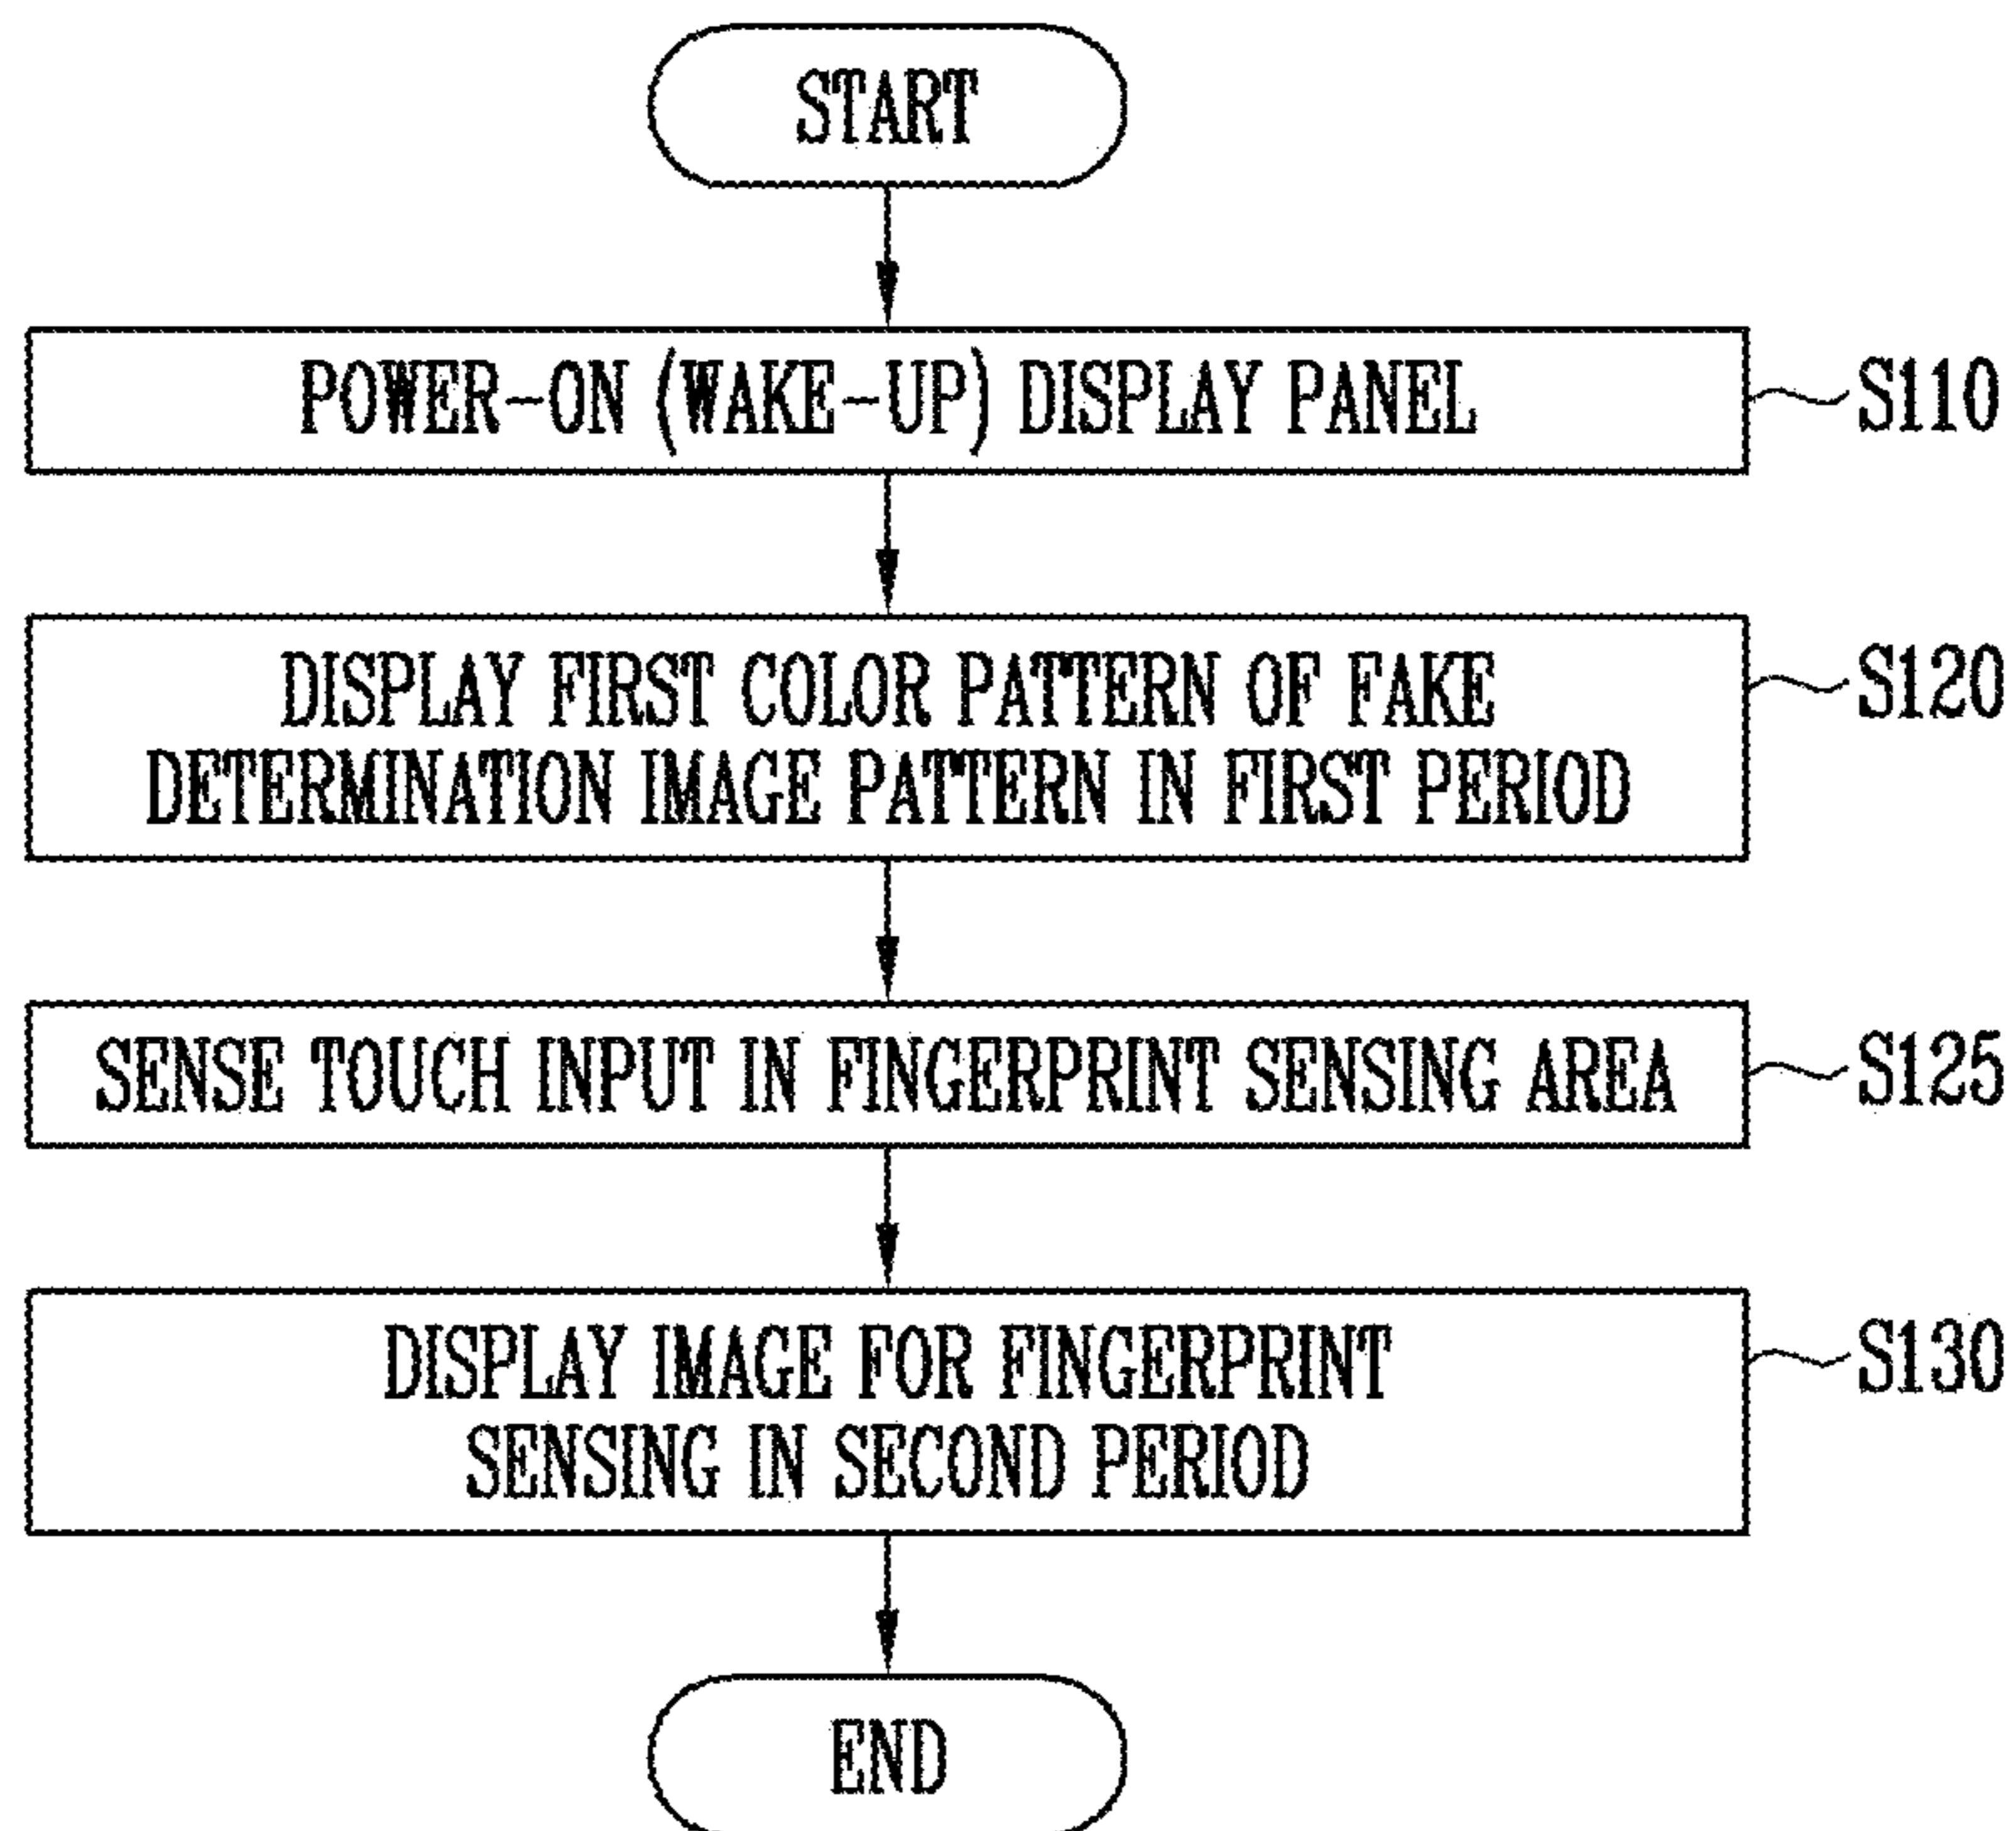 START
POWER-ON (WAKE-UP) DISPLAY PANEL
S110
DISPLAY FIRST COLOR PATTERN OF FAKE
DETERMINATION IMAGE PATTERN IN FIRST PERIOD
S120
SENSE TOUCH INPUT IN FINGERPRINT SENSING AREA
S125
DISPLAY IMAGE FOR FINGERPRINT
SENSING IN SECOND PERIOD
S130
END